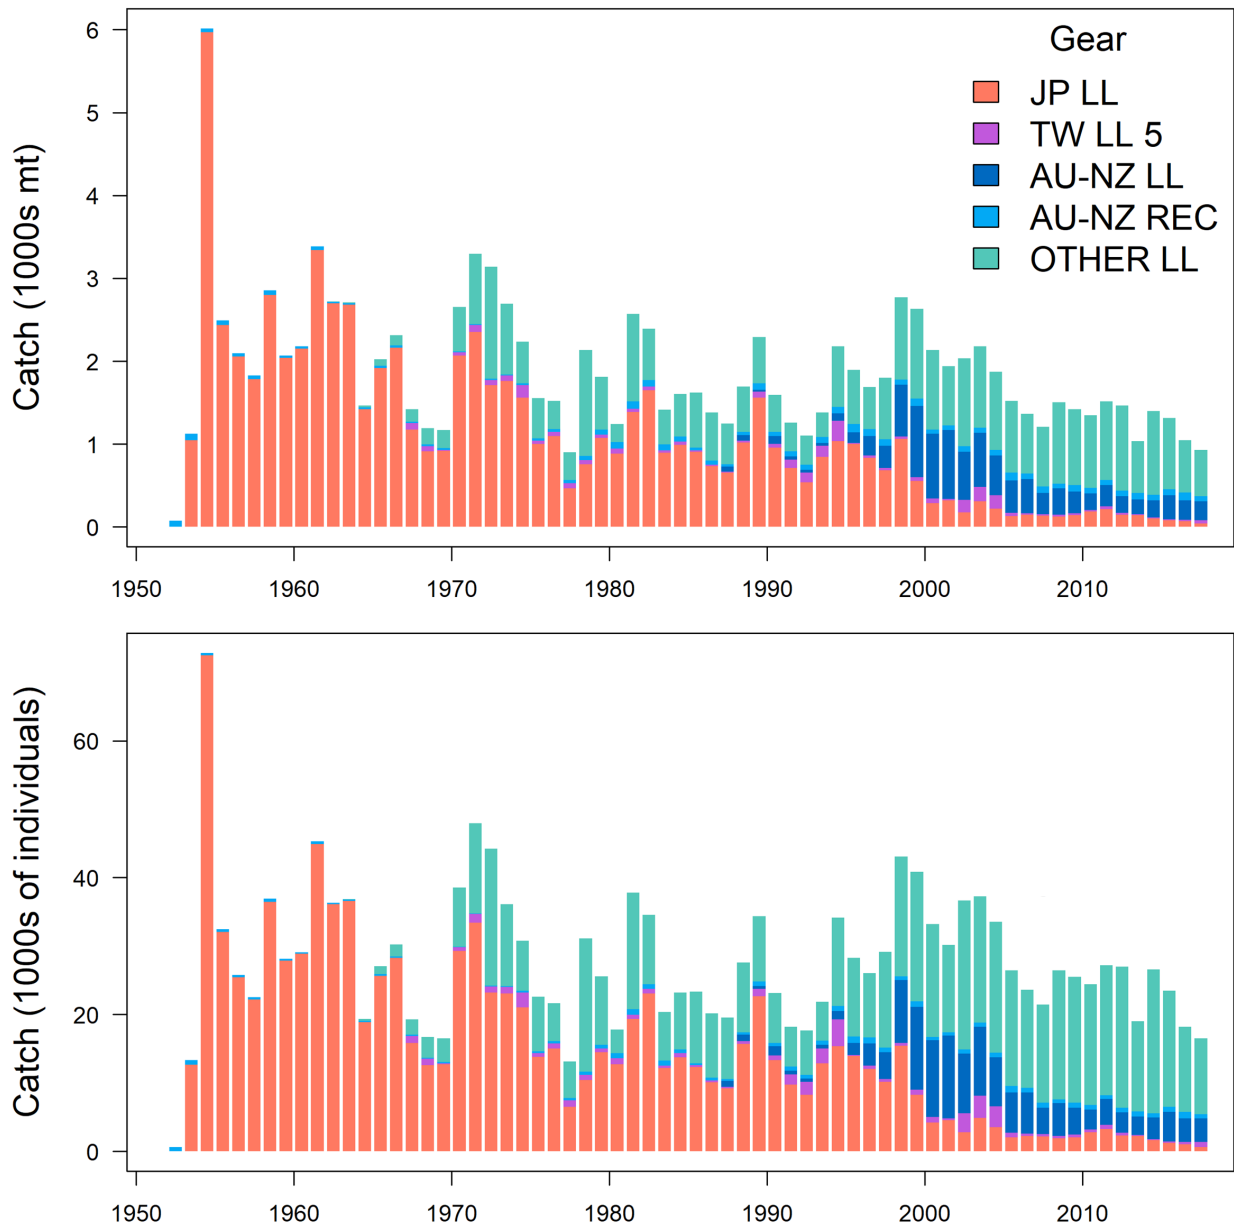 Catch (1000s mt)
6
5
4
3
2
1
0
Gear
JP LL
TW LL 5
AU-NZ LL
AU-NZ REC
OTHER LL
1950 1960 1970 1980 1990 2000 2010
Catch (1000s of individuals)
60
40
20
0
1950 1960 1970 1980 1990 2000 2010